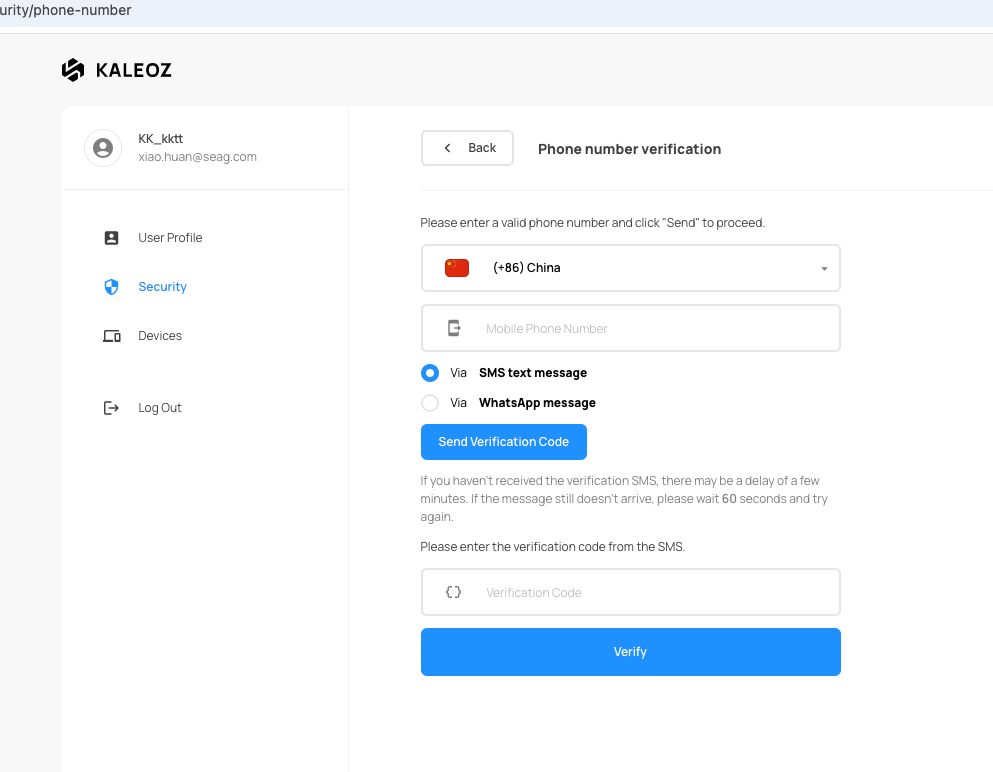 urity/phone-number
KALEOZ
KK_kktt
xiao.huan@seag.com
User Profile
Security
Devices
Log Out
Back
Phone number verification
Please enter a valid phone number and click "Send" to proceed.
(+86) China
Mobile Phone Number
Via SMS text message
Via WhatsApp message
Send Verification Code
If you haven't received the verification SMS, there may be a delay of a few
minutes. If the message still doesn't arrive, please wait 60 seconds and try
again.
Please enter the verification code from the SMS.
Verification Code
Verify